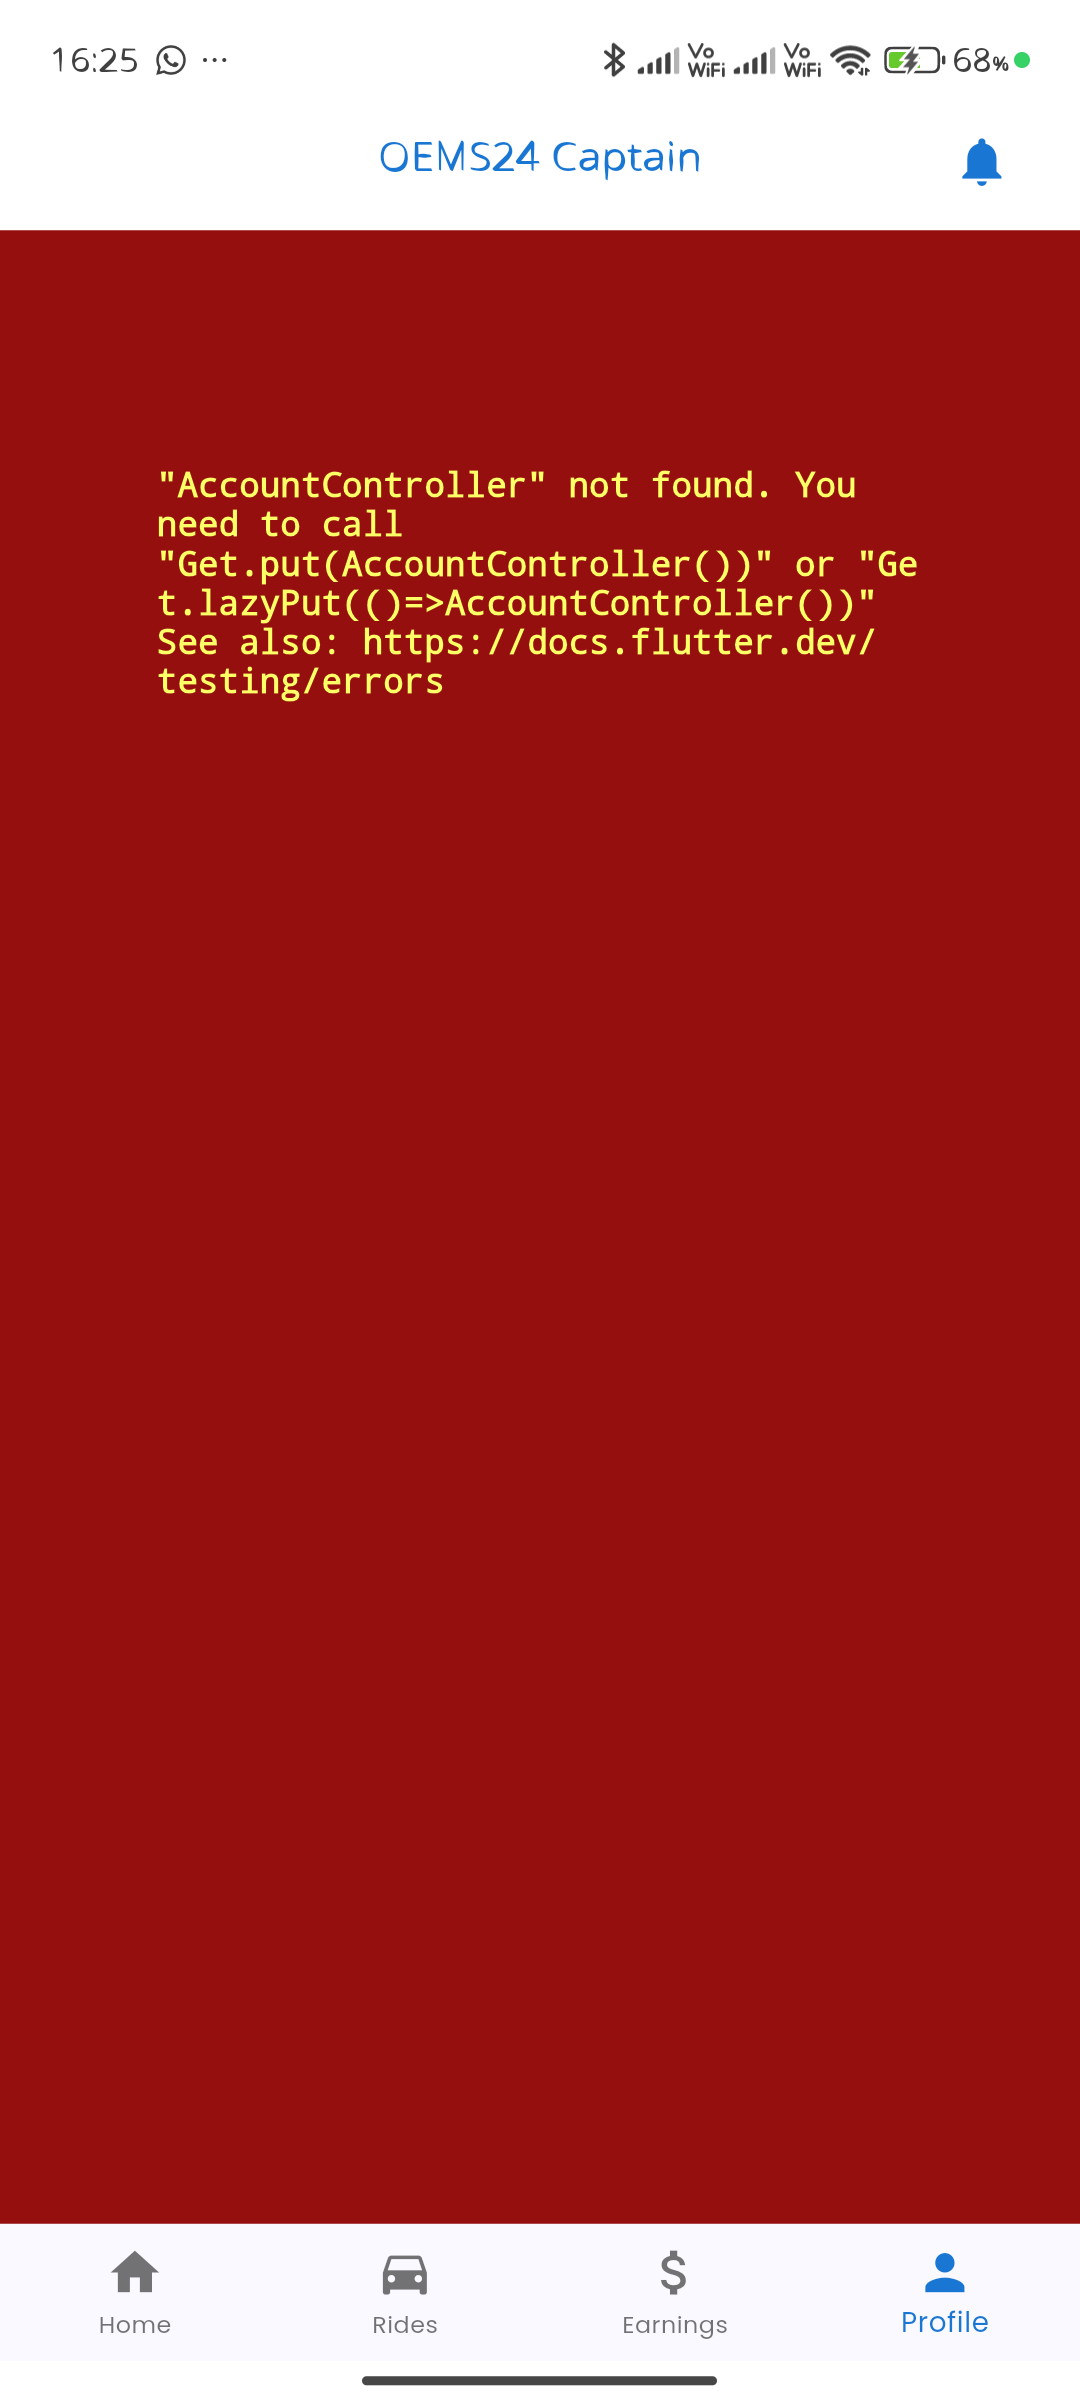 16:25 ... Vo WiFi Vo WiFi 68%
OEMS24 Captain
"AccountController" not found. You
need to call
"Get.put(AccountController())" or "Ge
t.lazyPut(()=>AccountController())"
See also: https://docs.flutter.dev/
testing/errors
Home Rides Earnings Profile